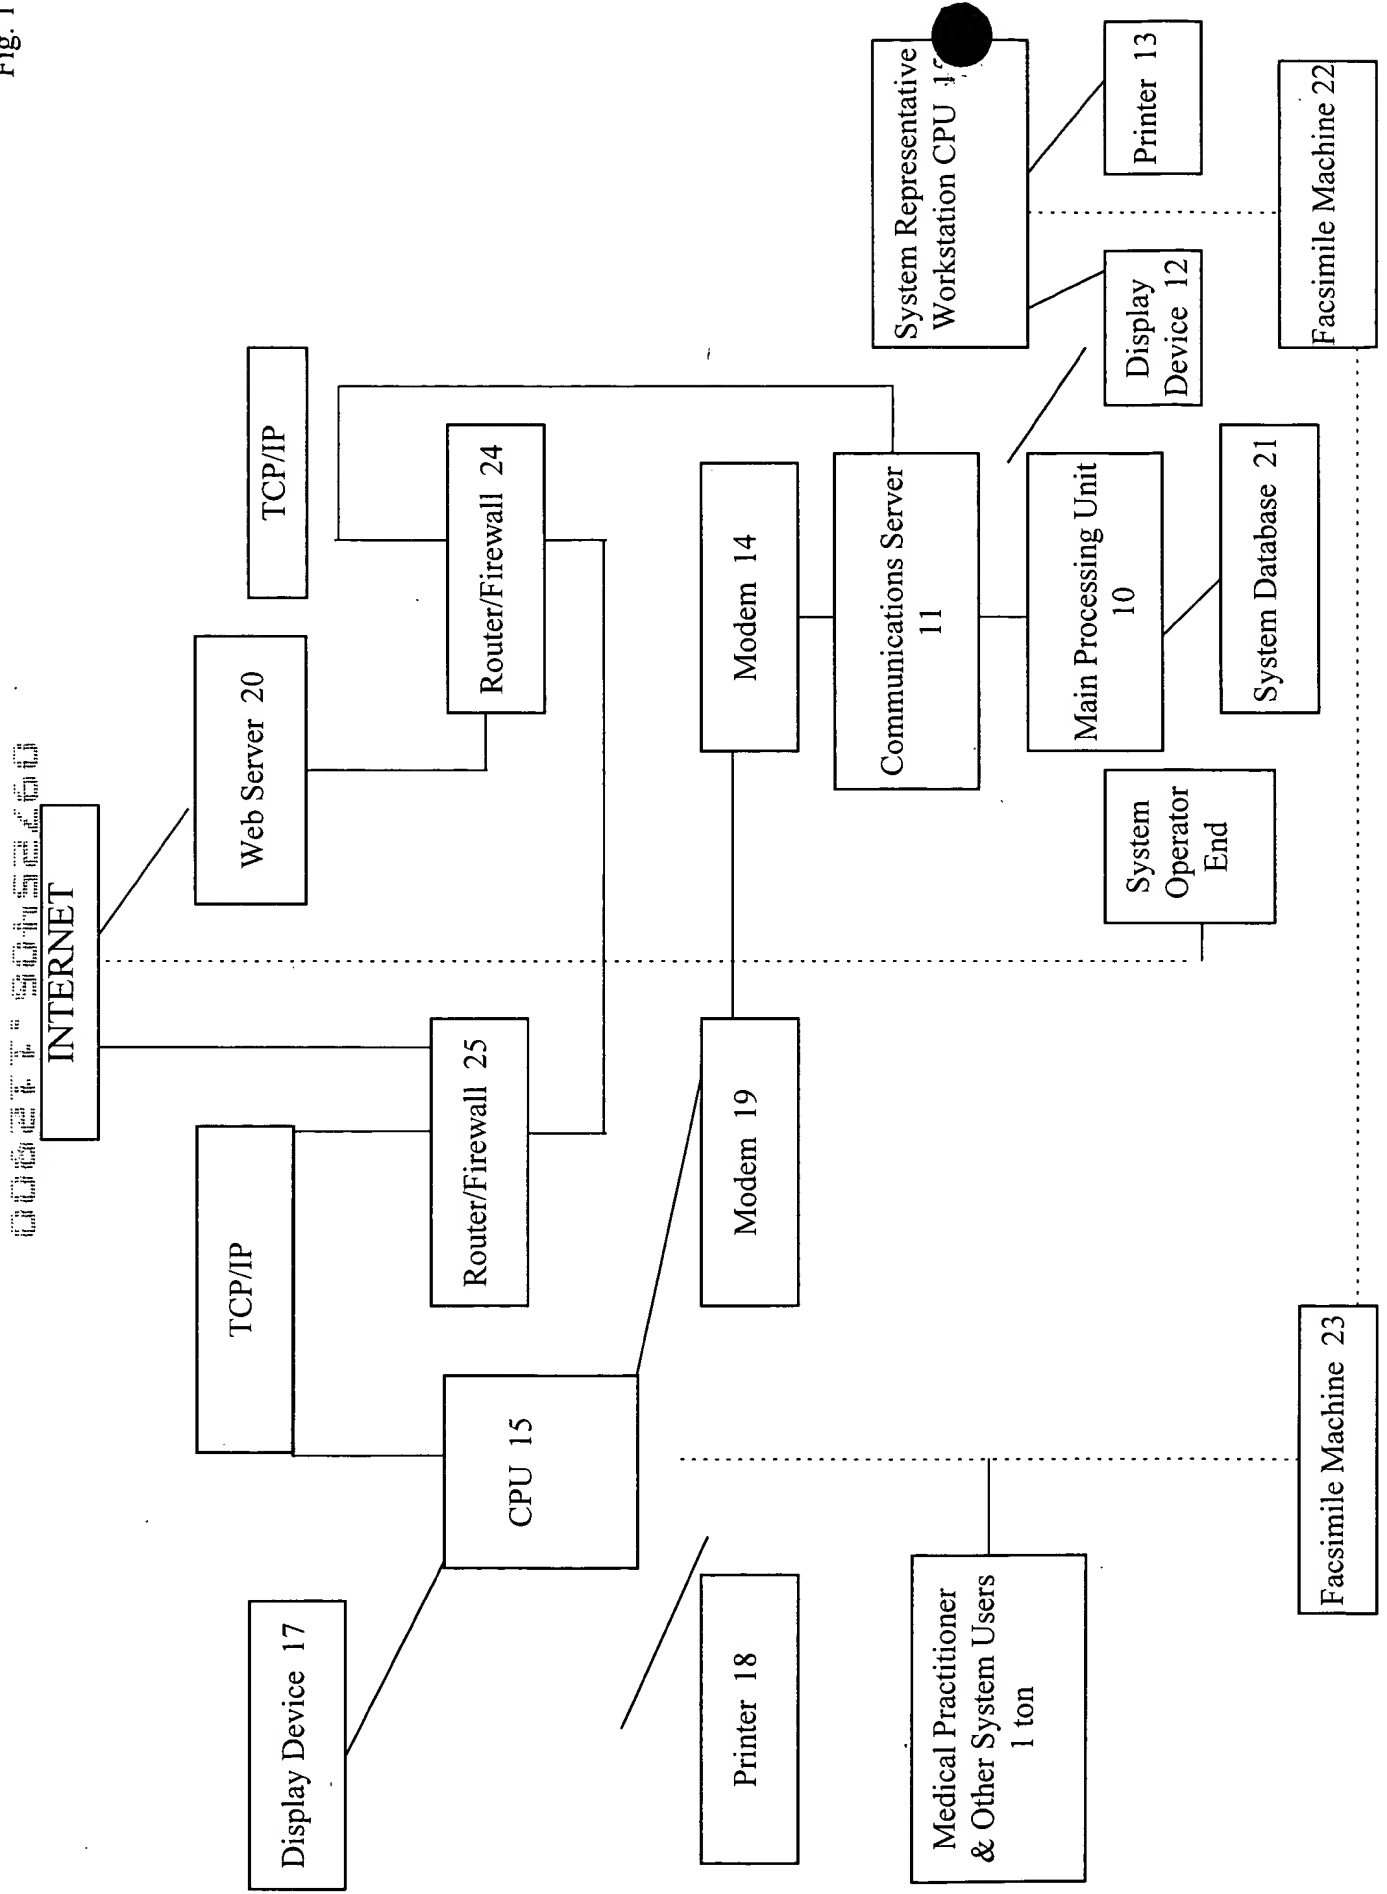 Fig. 1
INTERNET
TCP/IP
Web Server 20
TCP/IP
Display Device 17
CPU 15
Router/Firewall 25
Router/Firewall 24
Printer 18
Modem 19
Modem 14
Communications Server
11
System Representative
Workstation CPU
Medical Practitioner
& Other System Users
1 ton
Main Processing Unit
10
System
Operator
End
Display
Device 12
Printer 13
System Database 21
Facsimile Machine 23
Facsimile Machine 22